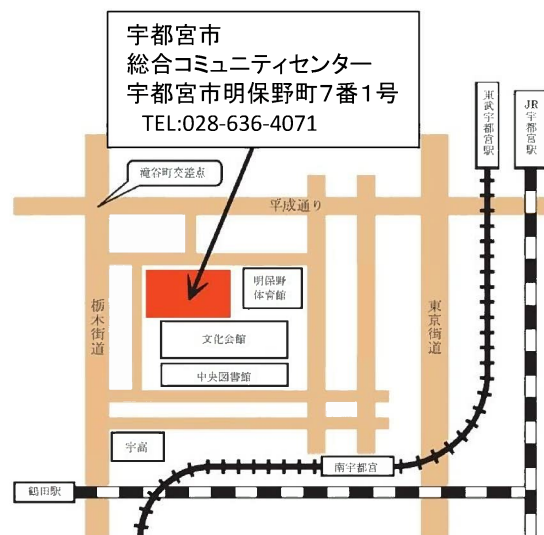 宇都宮市
総合コミュニティセンター
宇都宮市明保野町7番1号
TEL:028-636-4071
東武宇都宮駅
JR宇都宮駅
滝谷町交差点
平成通り
明保野
体育館
栃木街道
東京街道
文化会館
中央図書館
宇高
南宇都宮
鶴田駅